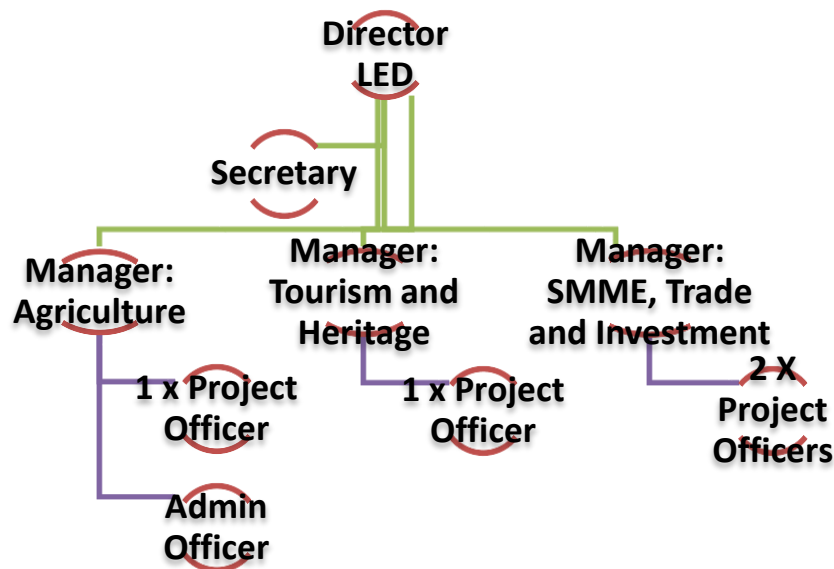 Director
LED
Secretary
Manager:
Agriculture
Manager:
Tourism and
Heritage
Manager:
SMME, Trade
and Investment
1 x Project
Officer
Admin
Officer
1 x Project
Officer
2 X
Project
Officers